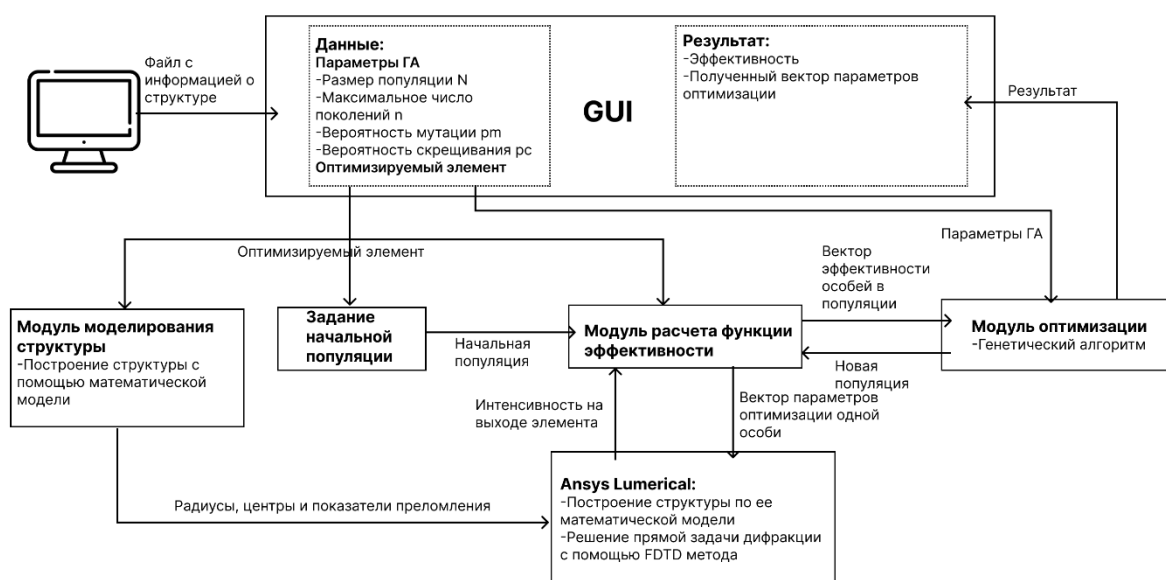 Файл с
информацией о
структуре
Данные:
Параметры ГА
-Размер популяции N
-Максимальное число
поколений n
-Вероятность мутации pm
-Вероятность скрещивания pc
Оптимизируемый элемент
GUI
Результат:
-Эффективность
-Полученный вектор параметров
оптимизации
Результат
Оптимизируемый элемент
Параметры ГА
Вектор
эффективности
особей в
популяции
Модуль моделирования
структуры
-Построение структуры с
помощью математической
модели
Задание
начальной
популяции
Начальная
популяция
Модуль расчета функции
эффективности
Модуль оптимизации
-Генетический алгоритм
Новая
популяция
Интенсивность на
выходе элемента
Вектор параметров
оптимизации одной
особи
Радиусы, центры и показатели преломления
Ansys Lumerical:
-Построение структуры по ее
математической модели
-Решение прямой задачи дифракции
с помощью FDTD метода